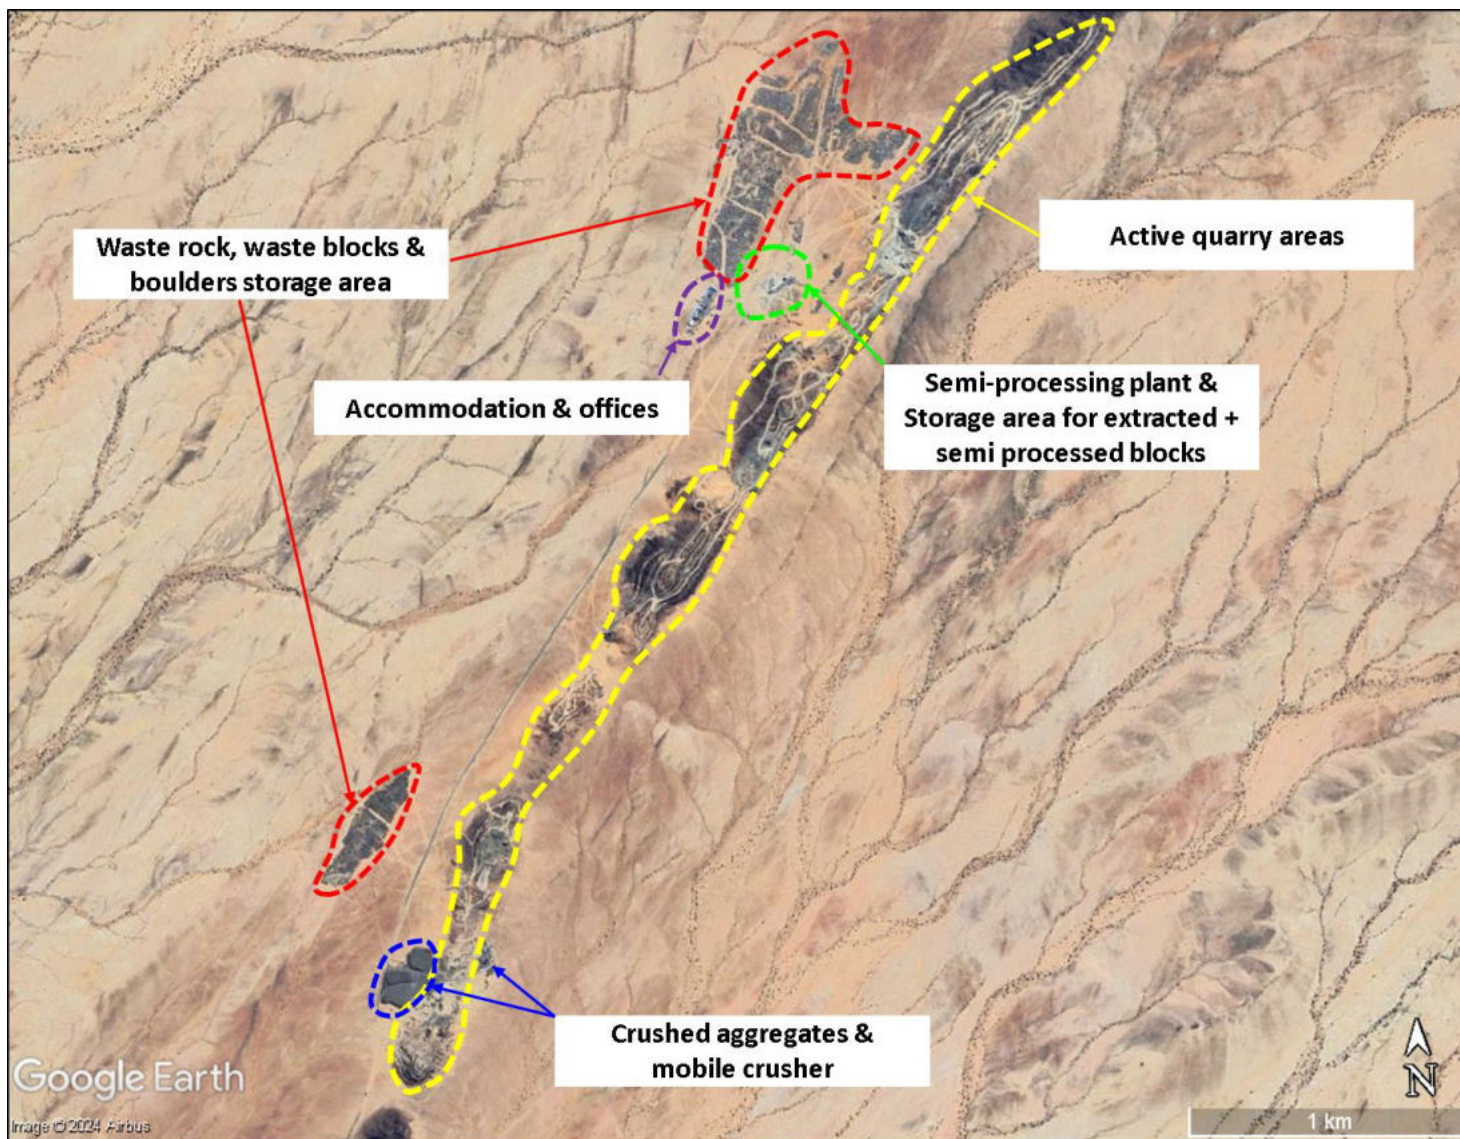 Waste rock, waste blocks &
boulders storage area
Active quarry areas
Accommodation & offices
Semi-processing plant &
Storage area for extracted +
semi processed blocks
Crushed aggregates &
mobile crusher
Google Earth
Image © 2024 Airbus
N
1 km